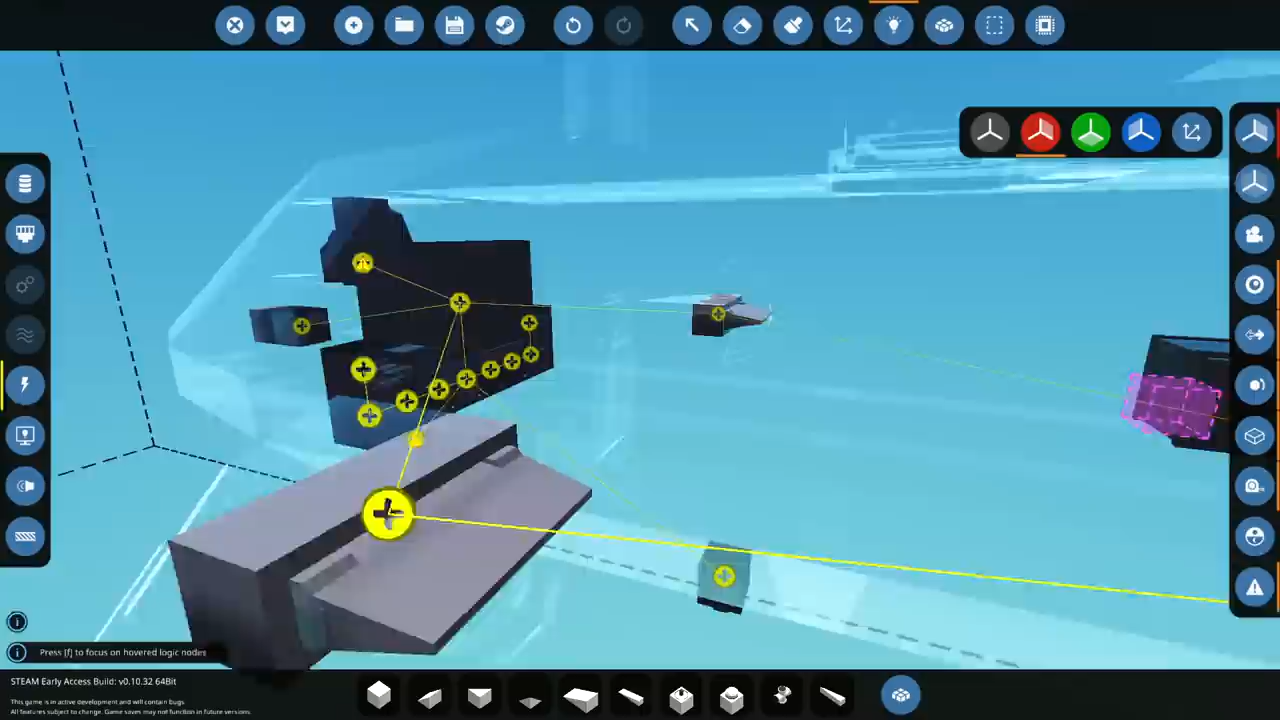 Press [f] to focus on hovered logic nodes
STEAM Early Access Build: v0.10.32 64Bit
This game is in active development and will contain bugs.
All features subject to change. Game saves may not function in future versions.